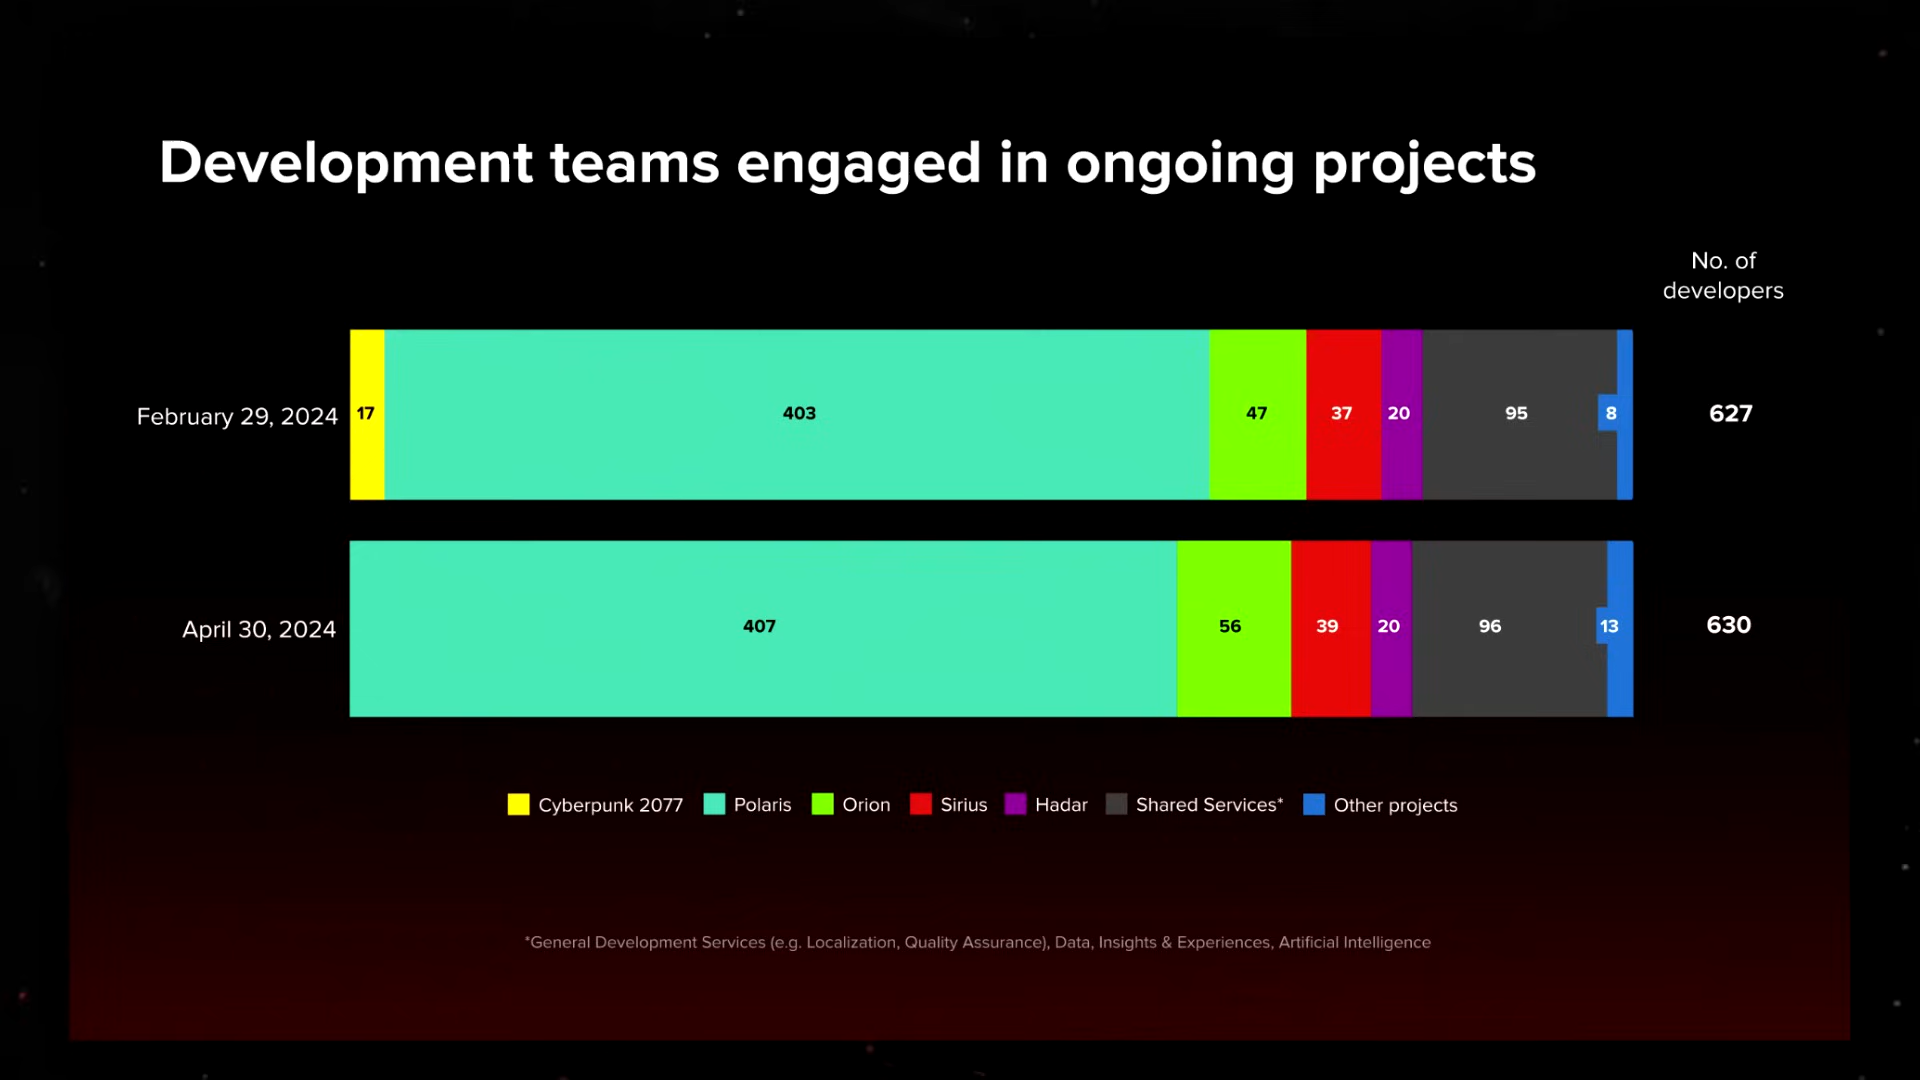 Development teams engaged in ongoing projects
No. of
developers
February 29, 2024 17 403 47 37 20 95 8 627
April 30, 2024 407 56 39 20 96 13 630
Cyberpunk 2077 Polaris Orion Sirius Hadar Shared Services* Other projects
*General Development Services (e.g. Localization, Quality Assurance), Data, Insights & Experiences, Artificial Intelligence